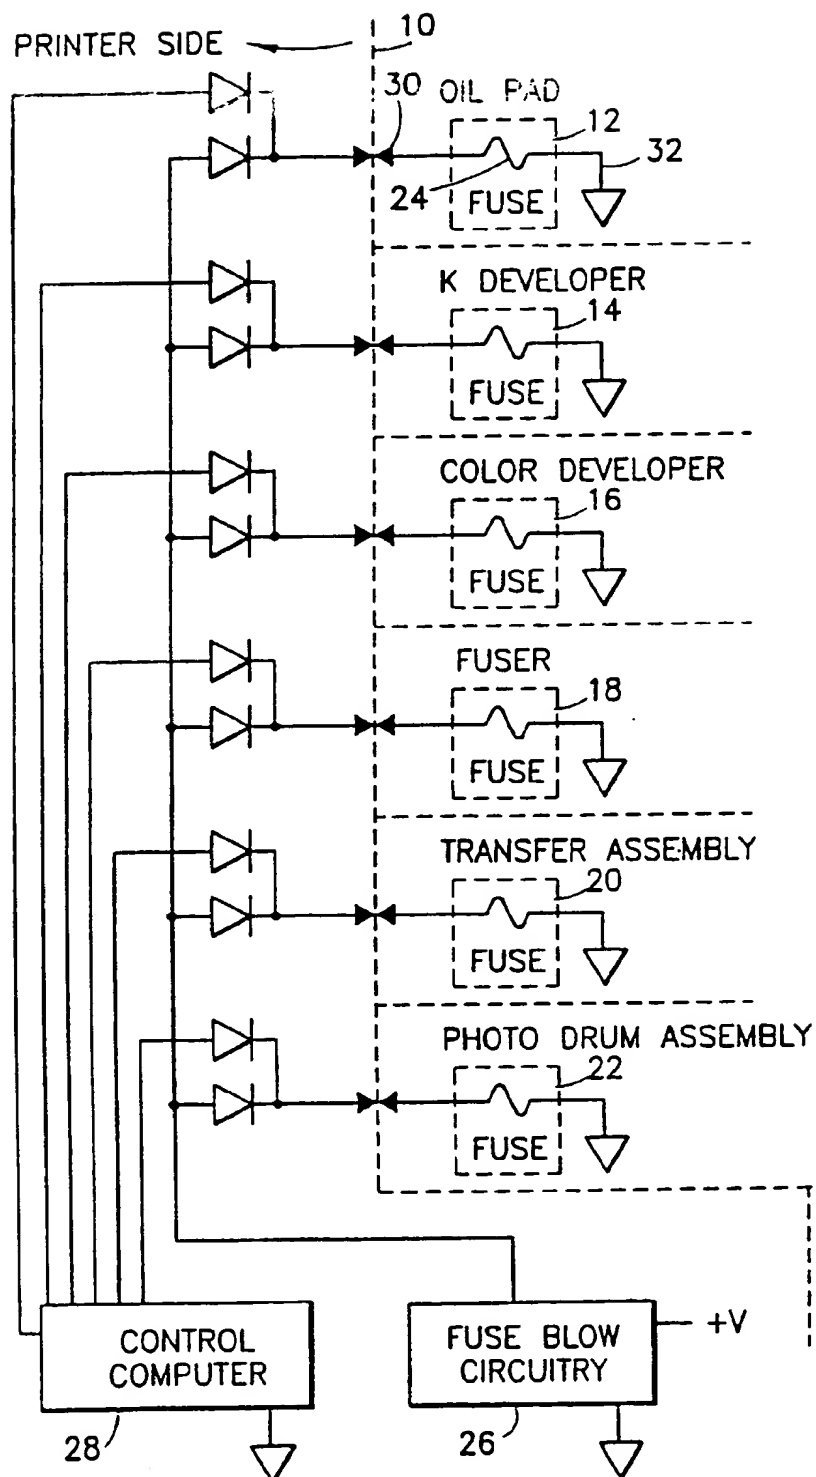 PRINTER SIDE
10
30
OIL PAD
12
24
32
FUSE
K DEVELOPER
14
FUSE
COLOR DEVELOPER
16
FUSE
FUSER
18
FUSE
TRANSFER ASSEMBLY
20
FUSE
PHOTO DRUM ASSEMBLY
22
FUSE
CONTROL
COMPUTER
28
FUSE BLOW
CIRCUITRY
+V
26